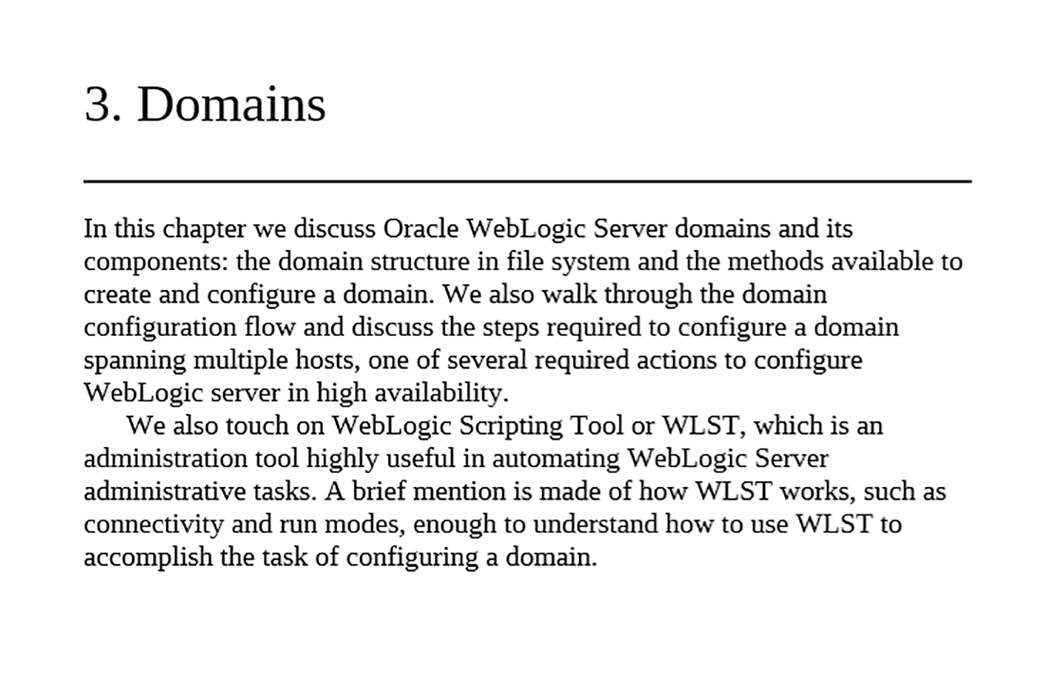 3. Domains
In this chapter we discuss Oracle WebLogic Server domains and its
components: the domain structure in file system and the methods available to
create and configure a domain. We also walk through the domain
configuration flow and discuss the steps required to configure a domain
spanning multiple hosts, one of several required actions to configure
WebLogic server in high availability.
We also touch on WebLogic Scripting Tool or WLST, which is an
administration tool highly useful in automating WebLogic Server
administrative tasks. A brief mention is made of how WLST works, such as
connectivity and run modes, enough to understand how to use WLST to
accomplish the task of configuring a domain.